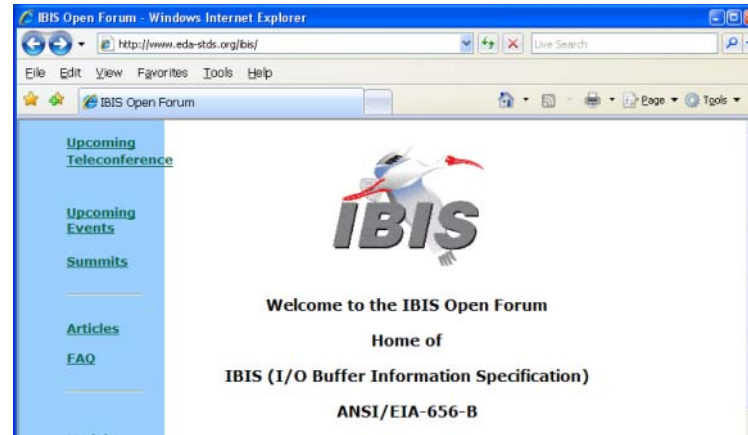 IBIS Open Forum - Windows Internet Explorer
http://www.eda-stds.org/ibis/
Live Search
File Edit View Favorites Tools Help
IBIS Open Forum
Page Tools
Upcoming
Teleconference
Upcoming
Events
Summits
Articles
FAQ
IBIS
Welcome to the IBIS Open Forum
Home of
IBIS (I/O Buffer Information Specification)
ANSI/EIA-656-B